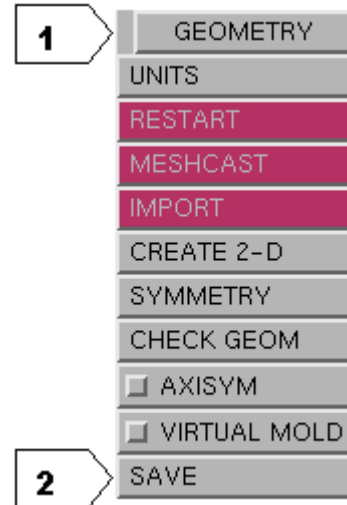 1 GEOMETRY
UNITS
RESTART
MESHCAST
IMPORT
CREATE 2-D
SYMMETRY
CHECK GEOM
AXISYM
VIRTUAL MOLD
2 SAVE